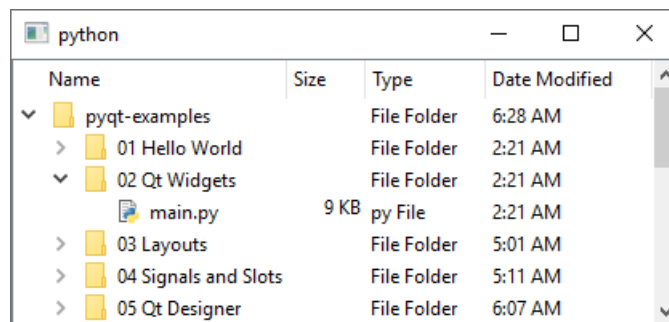 python
Name Size Type Date Modified
pyqt-examples File Folder 6:28 AM
01 Hello World File Folder 2:21 AM
02 Qt Widgets File Folder 2:21 AM
main.py 9 KB py File 2:21 AM
03 Layouts File Folder 5:01 AM
04 Signals and Slots File Folder 5:11 AM
05 Qt Designer File Folder 6:07 AM